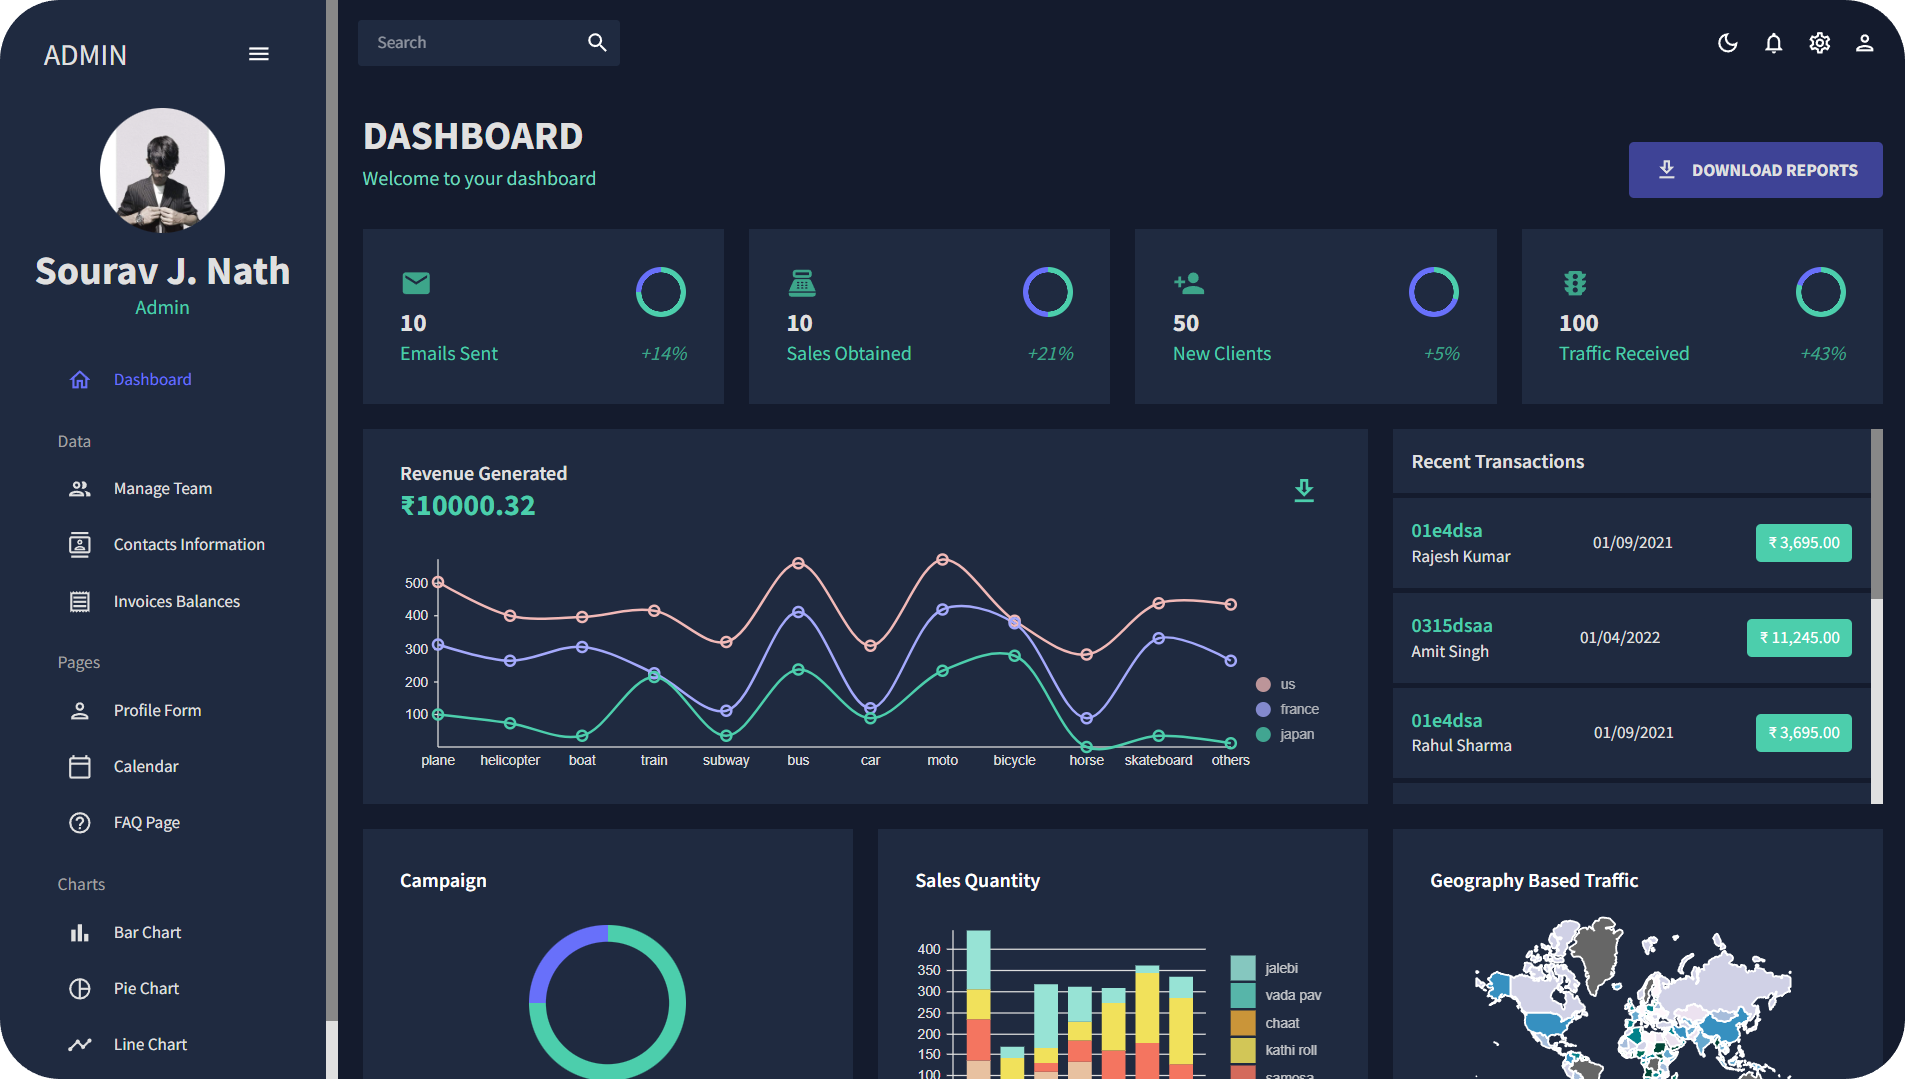 ADMIN
Search
Sourav J. Nath
Admin
Dashboard
Data
Manage Team
Contacts Information
Invoices Balances
Pages
Profile Form
Calendar
FAQ Page
Charts
Bar Chart
Pie Chart
Line Chart
DASHBOARD
Welcome to your dashboard
DOWNLOAD REPORTS
10
Emails Sent
+14%
10
Sales Obtained
+21%
50
New Clients
+5%
100
Traffic Received
+43%
Revenue Generated
₹10000.32
500
400
300
200
100
plane helicopter boat train subway bus car moto bicycle horse skateboard others
us
france
japan
Recent Transactions
01e4dsa
Rajesh Kumar
01/09/2021
₹ 3,695.00
0315dsaa
Amit Singh
01/04/2022
₹ 11,245.00
01e4dsa
Rahul Sharma
01/09/2021
₹ 3,695.00
Campaign
Sales Quantity
400
350
300
250
200
150
100
jalebi
vada pav
chaat
kathi roll
samosa
Geography Based Traffic